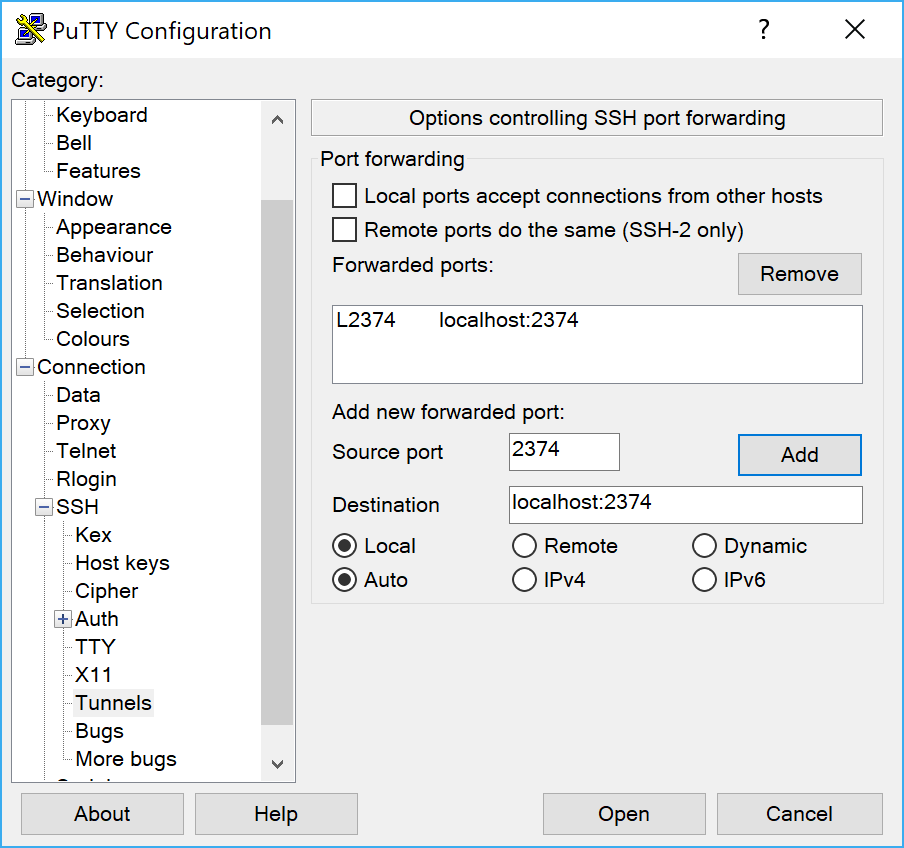 PuTTY Configuration
?
Category:
Keyboard
Bell
Features
Window
Appearance
Behaviour
Translation
Selection
Colours
Connection
Data
Proxy
Telnet
Rlogin
SSH
Kex
Host keys
Cipher
Auth
TTY
X11
Tunnels
Bugs
More bugs
Options controlling SSH port forwarding
Port forwarding
Local ports accept connections from other hosts
Remote ports do the same (SSH-2 only)
Forwarded ports:
Remove
L2374 localhost:2374
Add new forwarded port:
Source port 2374 Add
Destination localhost:2374
Local Remote Dynamic
Auto IPv4 IPv6
About Help Open Cancel